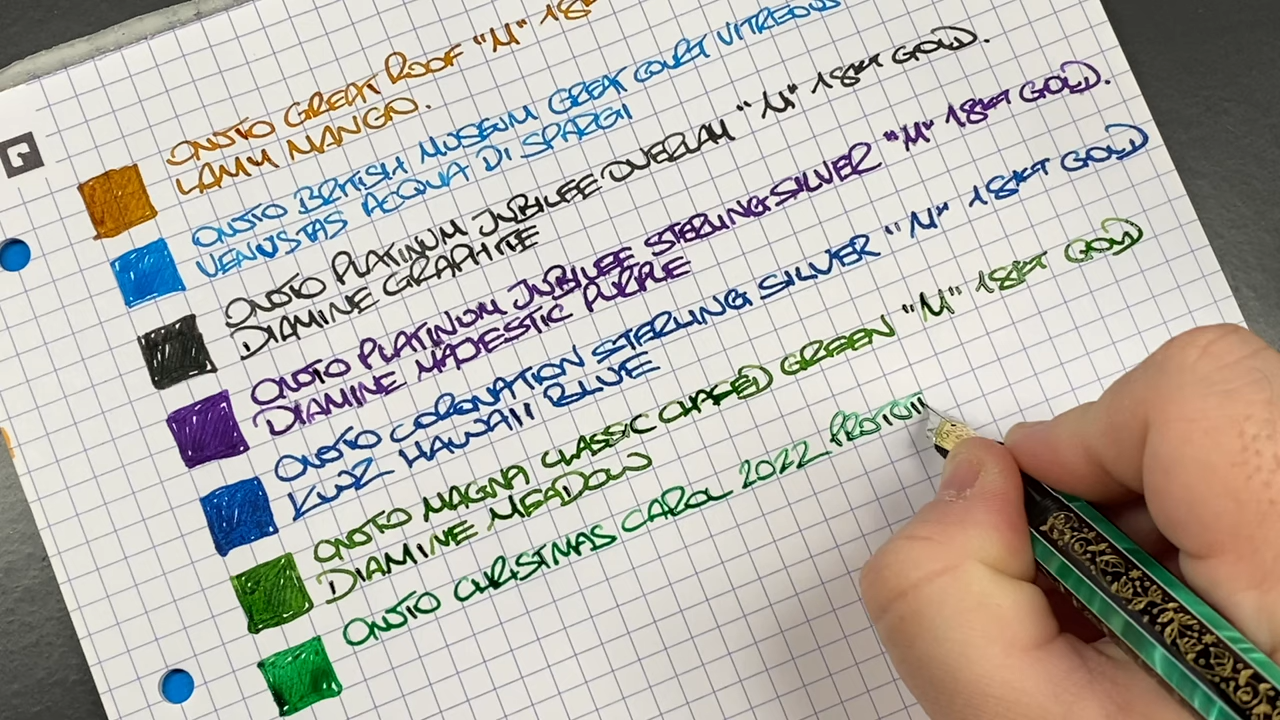 ONOTO GREAT ROOF "M" 18K
LAMY MANGO.
ONOTO BRITISH MUSEUM GREAT COURT VITREOUS
VENUSTAS ACQUA DI SPARGI
ONOTO PLATINUM JUBILEE OVERLAY "M" 18KT GOLD.
DIAMINE GRAPHITE
ONOTO PLATINUM JUBILEE STERLING SILVER "M" 18KT GOLD.
DIAMINE MAJESTIC PURPLE
ONOTO CORONATION STERLING SILVER "M" 18KT GOLD
KWZ HAWAII BLUE
ONOTO MAGNA CLASSIC CHASED GREEN "M" 18KT GOLD
DIAMINE MEADOW
ONOTO CHRISTMAS CAROL 2022 PROTOT